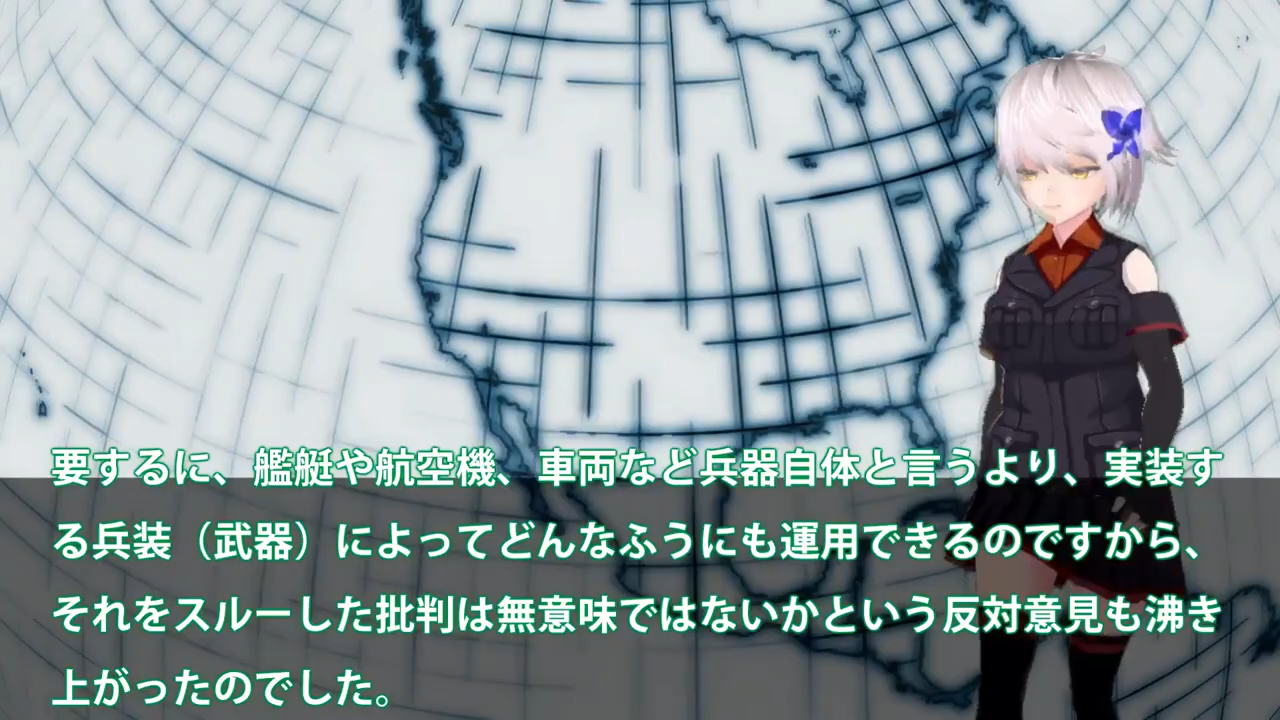 要するに、艦艇や航空機、車両など兵器自体と言うより、実装す
る兵装（武器）によってどんなふうにも運用できるのですから、
それをスルーした批判は無意味ではないかという反対意見も沸き
上がったのでした。